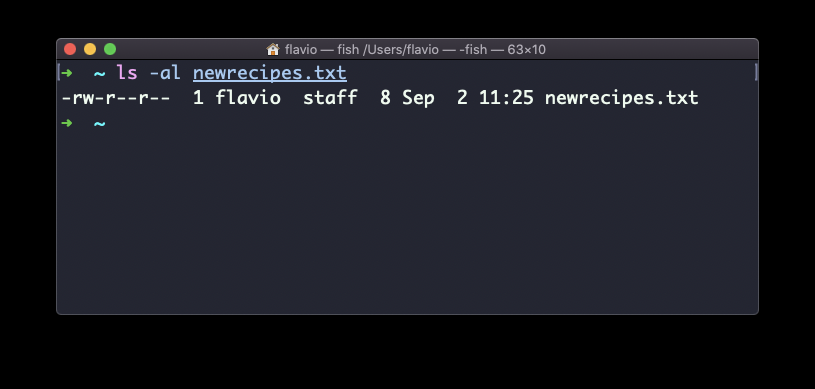 flavio — fish /Users/flavio — -fish — 63×10
➜  ~ ls -al newrecipes.txt
-rw-r--r--  1 flavio  staff  8 Sep  2 11:25 newrecipes.txt
➜  ~